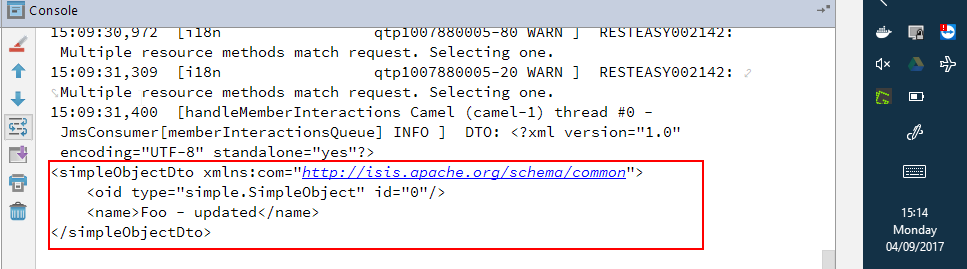 Console
15:09:30,972 [i18n qtp1007880005-80 WARN ] RESTEASY002142:
Multiple resource methods match request. Selecting one.
15:09:31,309 [i18n qtp1007880005-20 WARN ] RESTEASY002142:
Multiple resource methods match request. Selecting one.
15:09:31,400 [handleMemberInteractions Camel (camel-1) thread #0 –
JmsConsumer[memberInteractionsQueue] INFO ] DTO: <?xml version="1.0"
encoding="UTF-8" standalone="yes"?>
<simpleObjectDto xmlns:com="http://isis.apache.org/schema/common">
<oid type="simple.SimpleObject" id="0"/>
<name>Foo - updated</name>
</simpleObjectDto>
15:14
Monday
04/09/2017